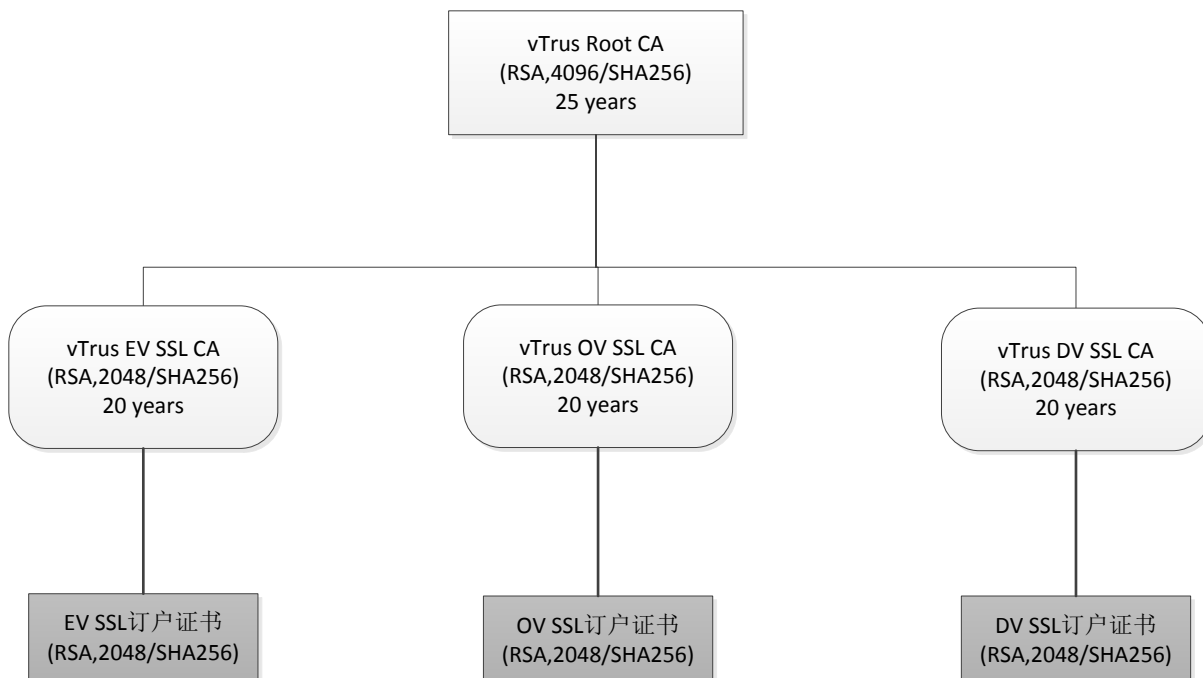 vTrus Root CA
(RSA,4096/SHA256)
25 years
vTrus EV SSL CA
(RSA,2048/SHA256)
20 years
vTrus OV SSL CA
(RSA,2048/SHA256)
20 years
vTrus DV SSL CA
(RSA,2048/SHA256)
20 years
EV SSL订户证书
(RSA,2048/SHA256)
OV SSL订户证书
(RSA,2048/SHA256)
DV SSL订户证书
(RSA,2048/SHA256)